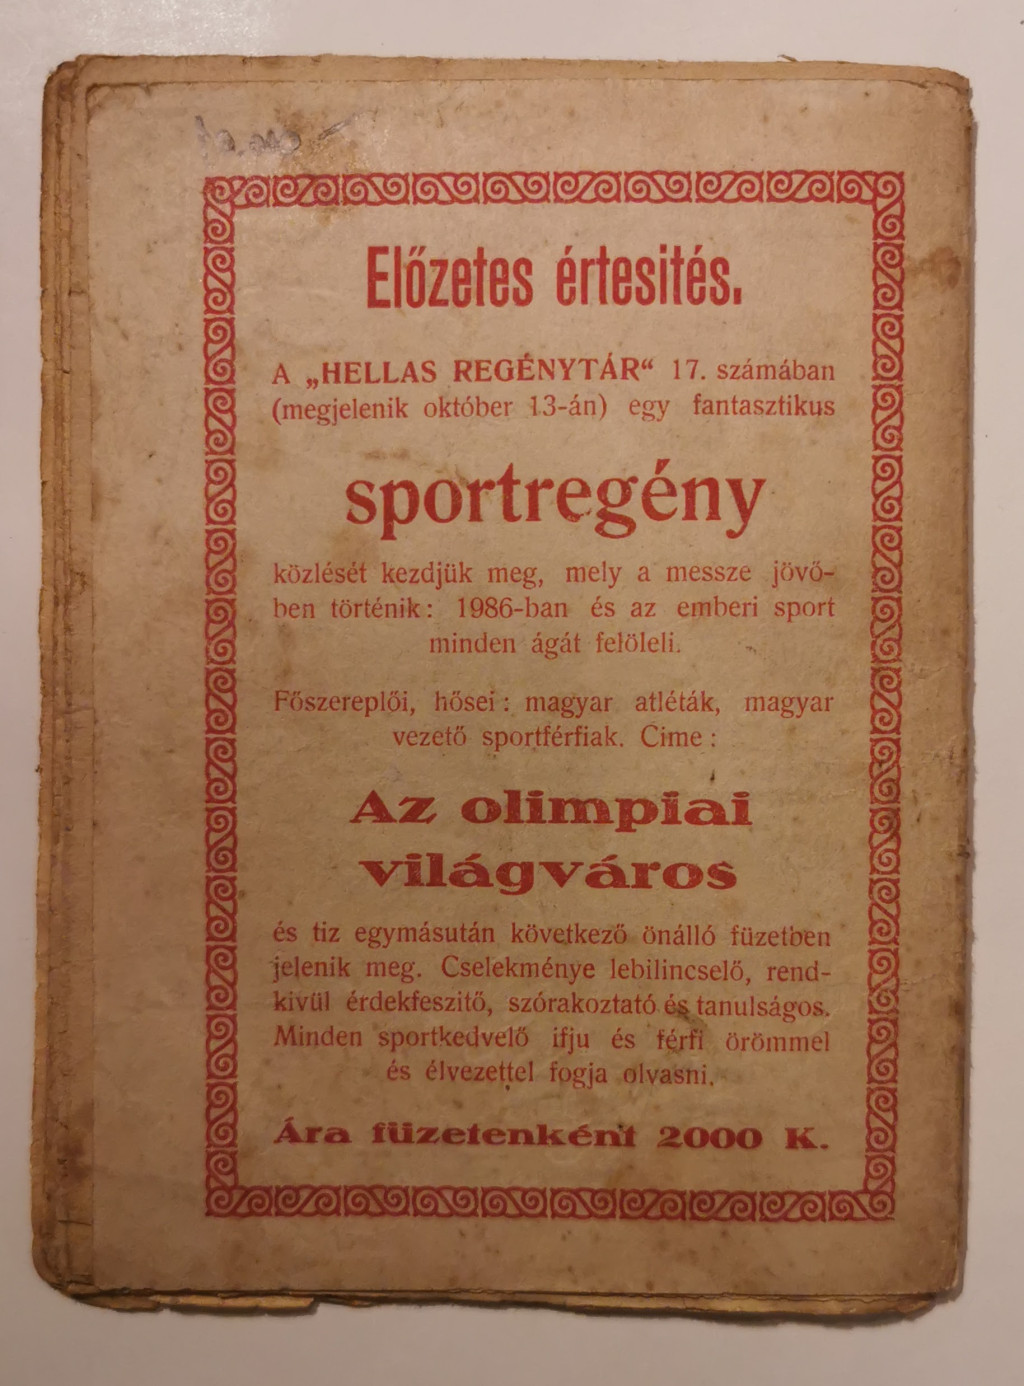 Előzetes értesités.
A „HELLAS REGÉNYTÁR“ 17. számában
(megjelenik október 13-án) egy fantasztikus
sportregény
közlését kezdjük meg, mely a messze jövő-
ben történik: 1986-ban és az emberi sport
minden ágát felöleli.
Főszereplői, hősei: magyar atléták, magyar
vezető sportférfiak. Cime:
Az olimpiai
világváros
és tiz egymásután következő önálló füzetben
jelenik meg. Cselekménye lebilincselő, rend-
kivül érdekfeszitő, szórakoztató és tanulságos.
Minden sportkedvelő ifju és férfi örömmel
és élvezettel fogja olvasni.
Ára füzetenként 2000 K.